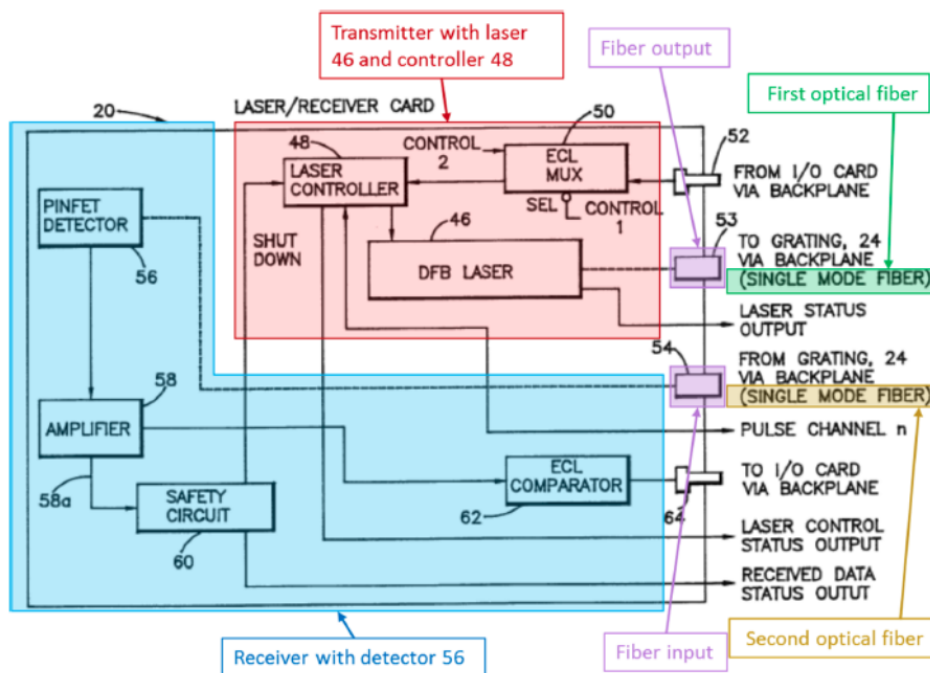 Transmitter with laser
46 and controller 48
Fiber output
First optical fiber
LASER/RECEIVER CARD
20
50
52
CONTROL
2
48
LASER
CONTROLLER
ECL
MUX
FROM I/O CARD
VIA BACKPLANE
SEL
CONTROL
1
PINFET
DETECTOR
56
SHUT
DOWN
46
DFB LASER
53
TO GRATING, 24
VIA BACKPLANE
(SINGLE MODE FIBER)
LASER STATUS
OUTPUT
54
FROM GRATING, 24
VIA BACKPLANE
(SINGLE MODE FIBER)
58
AMPLIFIER
PULSE CHANNEL n
58a
SAFETY
CIRCUIT
60
ECL
COMPARATOR
62
64
TO I/O CARD
VIA BACKPLANE
LASER CONTROL
STATUS OUTPUT
RECEIVED DATA
STATUS OUTUT
Receiver with detector 56
Fiber input
Second optical fiber